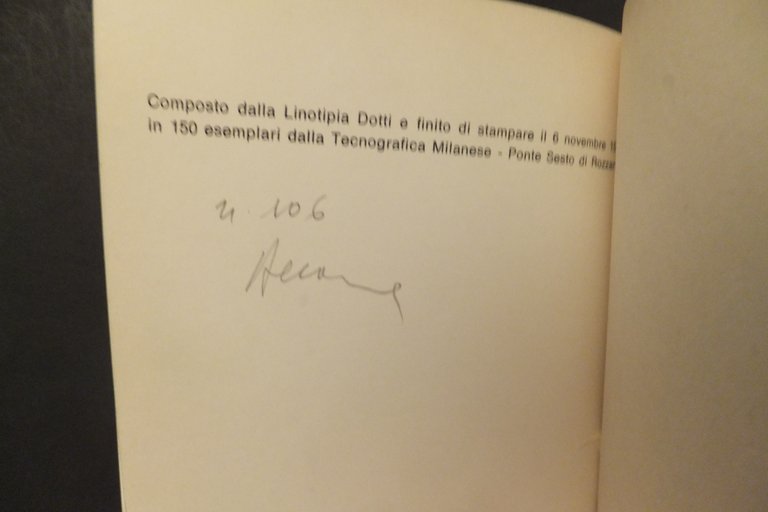 Composto dalla Linotipia Dotti e finito di stampare il 6 novembre
in 150 esemplari dalla Tecnografica Milanese - Ponte Sesto di
n. 106